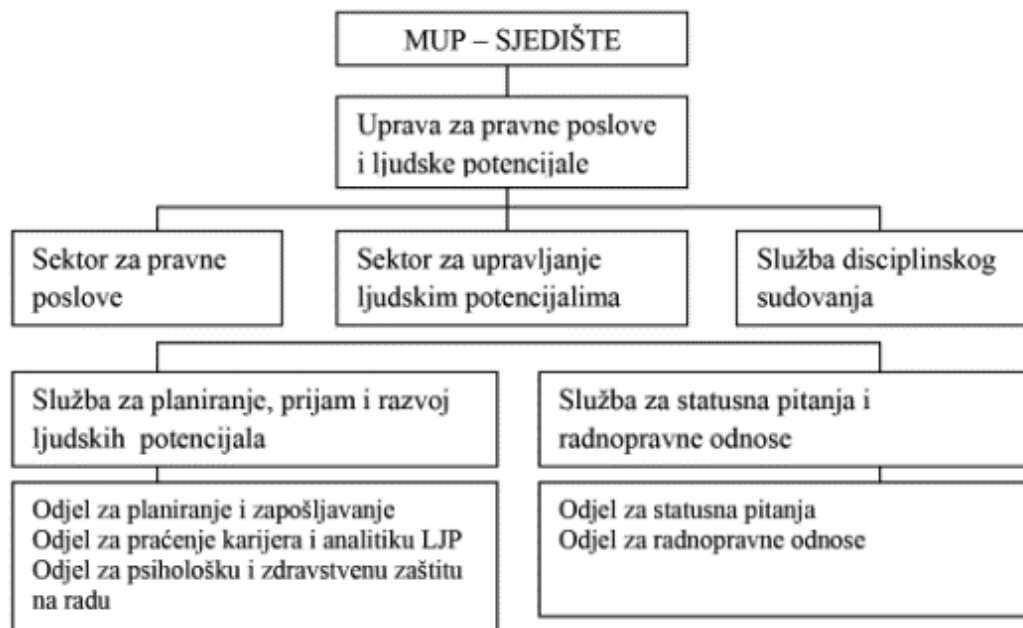 MUP – SJEDIŠTE
Uprava za pravne poslove
i ljudske potencijale
Sektor za pravne
poslove
Sektor za upravljanje
ljudskim potencijalima
Služba disciplinskog
sudovanja
Služba za planiranje, prijam i razvoj
ljudskih potencijala
Služba za statusna pitanja i
radnopravne odnose
Odjel za planiranje i zapošljavanje
Odjel za praćenje karijera i analitiku LJP
Odjel za psihološku i zdravstvenu zaštitu
na radu
Odjel za statusna pitanja
Odjel za radnopravne odnose